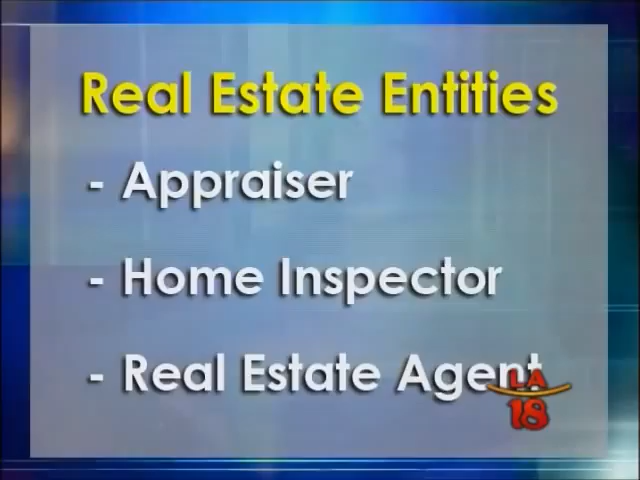 Real Estate Entities
- Appraiser
- Home Inspector
- Real Estate Agent
LA
18